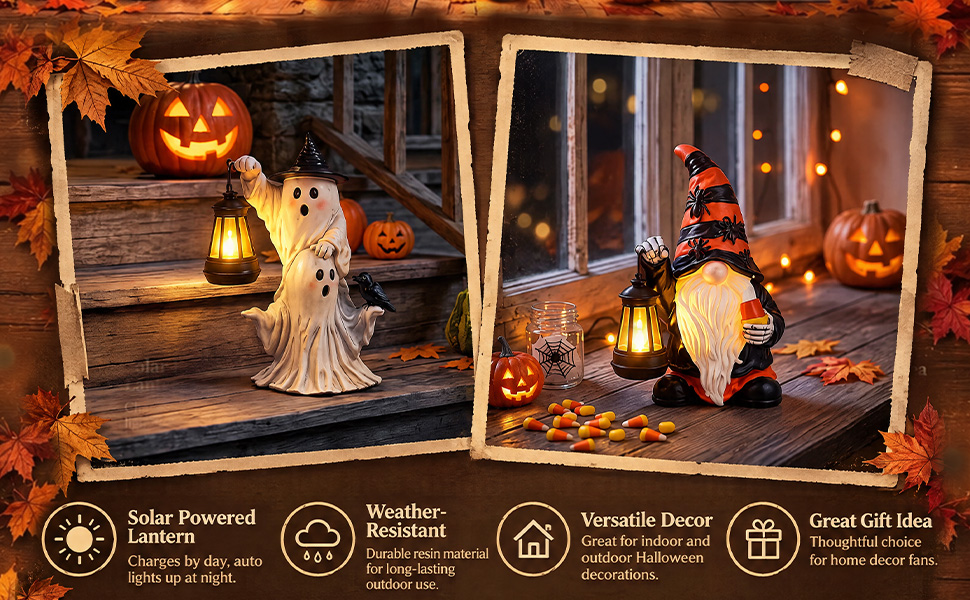 Solar Powered
Lantern
Charges by day, auto
lights up at night.
Weather-
Resistant
Durable resin material
for long-lasting
outdoor use.
Versatile Decor
Great for indoor and
outdoor Halloween
decorations.
Great Gift Idea
Thoughtful choice
for home decor fans.